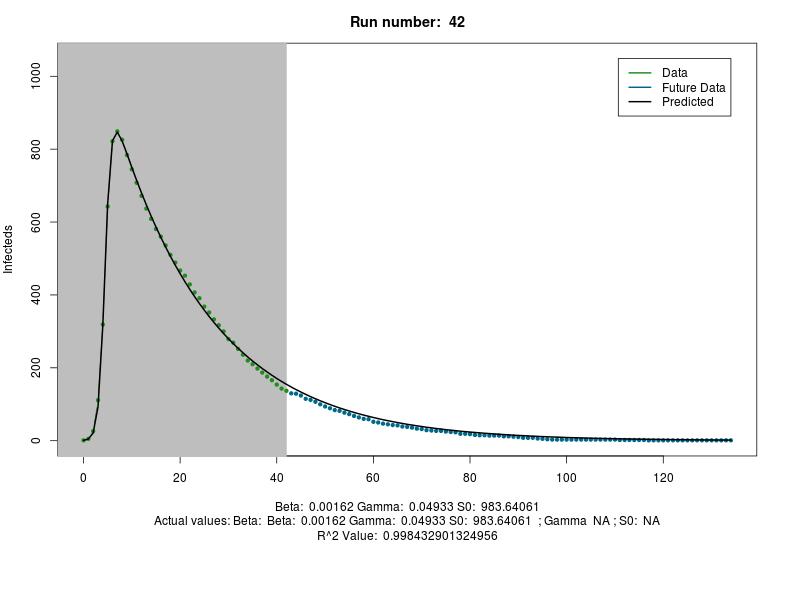 Run number: 42
1000
800
600
400
200
0
Infecteds
Data
Future Data
Predicted
0 20 40 60 80 100 120
Beta: 0.00162 Gamma: 0.04933 S0: 983.64061
Actual values: Beta: Beta: 0.00162 Gamma: 0.04933 S0: 983.64061 ; Gamma NA ; S0: NA
R^2 Value: 0.998432901324956